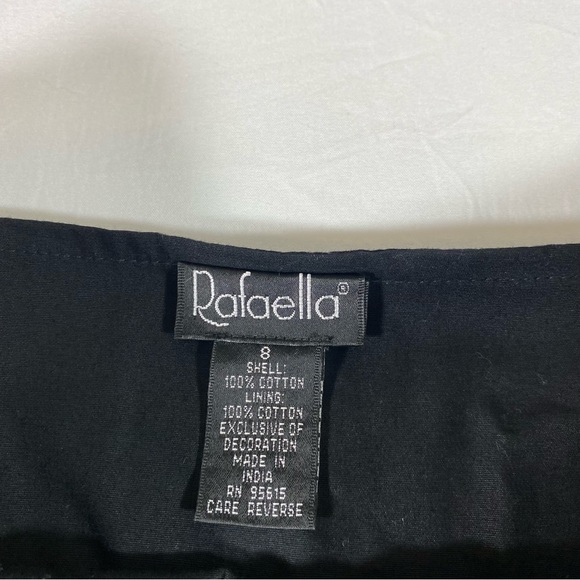 Rafaella®
8
SHELL:
100% COTTON
LINING:
100% COTTON
EXCLUSIVE OF
DECORATION
MADE IN
INDIA
RN 95615
CARE REVERSE